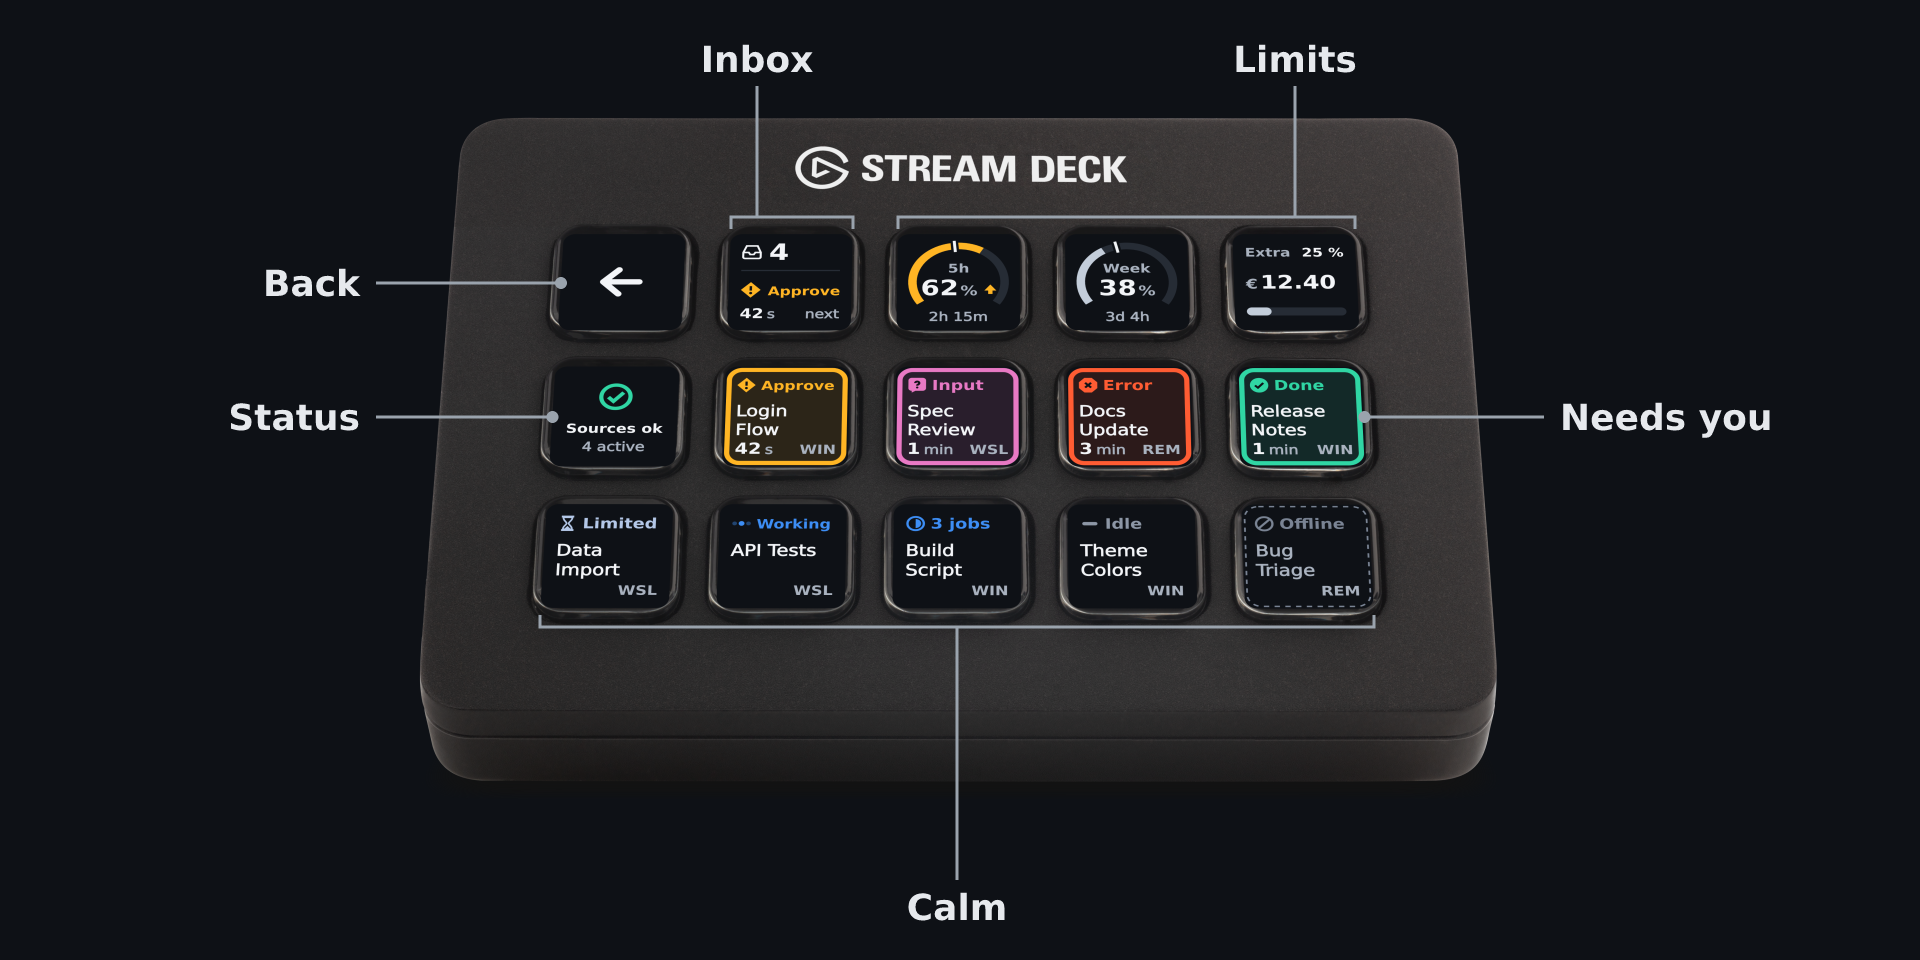 Inbox
Limits
STREAM DECK
Back
4
Approve
42 s next
5h
62 %
2h 15m
Week
38 %
3d 4h
Extra 25 %
€ 12.40
Status
Sources ok
4 active
Approve
Login
Flow
42 s WIN
Input
Spec
Review
1 min WSL
Error
Docs
Update
3 min REM
Done
Release
Notes
1 min WIN
Needs you
Limited
Data
Import
WSL
Working
API Tests
WSL
3 jobs
Build
Script
WIN
Idle
Theme
Colors
WIN
Offline
Bug
Triage
REM
Calm